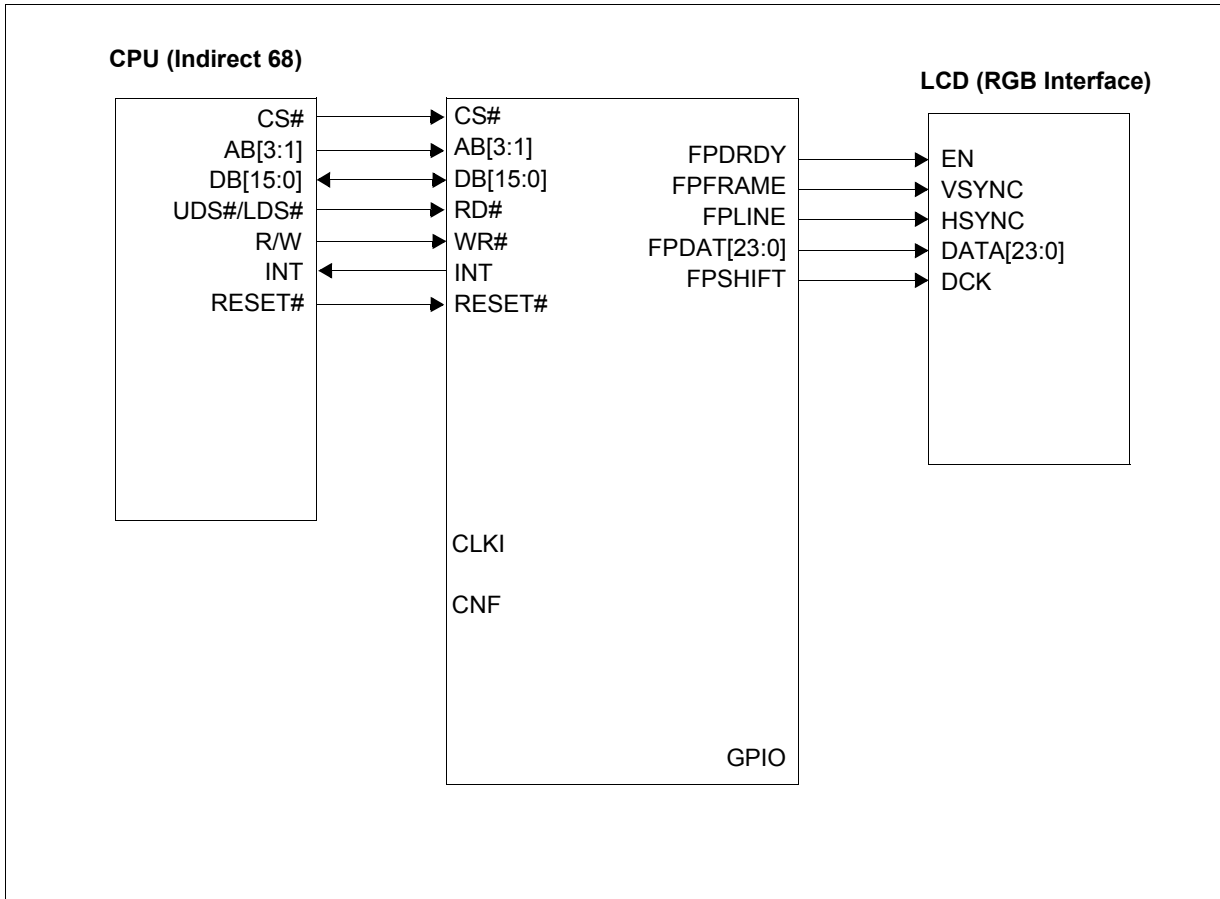 CPU (Indirect 68)
LCD (RGB Interface)
CS#
AB[3:1]
DB[15:0]
UDS#/LDS#
R/W
INT
RESET#
CS#
AB[3:1]
DB[15:0]
RD#
WR#
INT
RESET#
CLKI
CNF
FPDRDY
FPFRAME
FPLINE
FPDAT[23:0]
FPSHIFT
GPIO
EN
VSYNC
HSYNC
DATA[23:0]
DCK